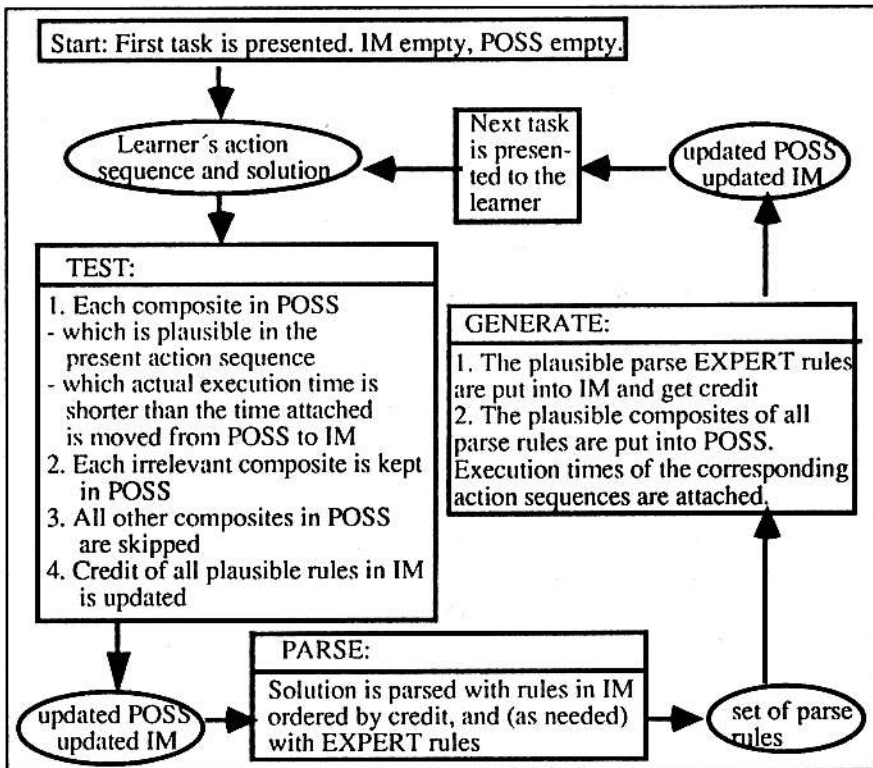 Start: First task is presented. IM empty, POSS empty.
Learner´s action
sequence and solution
Next task
is presen-
ted to the
learner
updated POSS
updated IM
TEST:
1. Each composite in POSS
- which is plausible in the
present action sequence
- which actual execution time is
shorter than the time attached
is moved from POSS to IM
2. Each irrelevant composite is kept
in POSS
3. All other composites in POSS
are skipped
4. Credit of all plausible rules in IM
is updated
GENERATE:
1. The plausible parse EXPERT rules
are put into IM and get credit
2. The plausible composites of all
parse rules are put into POSS.
Execution times of the corresponding
action sequences are attached.
updated POSS
updated IM
PARSE:
Solution is parsed with rules in IM
ordered by credit, and (as needed)
with EXPERT rules
set of parse
rules